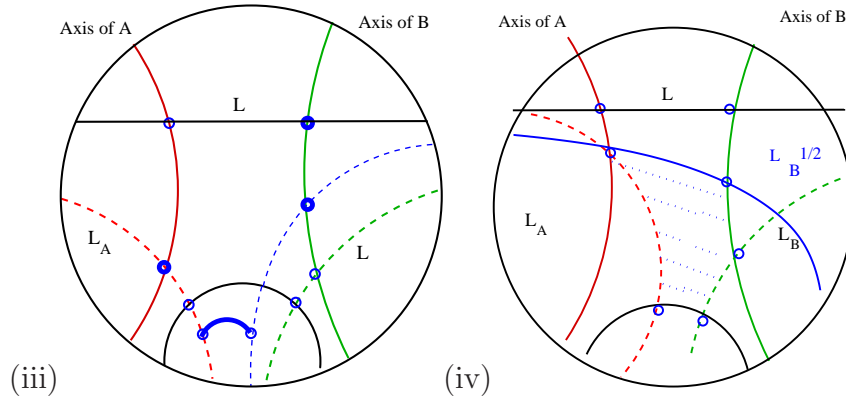 Axis of A
Axis of B
L
L_A
L
(iii)
Axis of A
Axis of B
L
L_B^{1/2}
L_A
L_B
(iv)